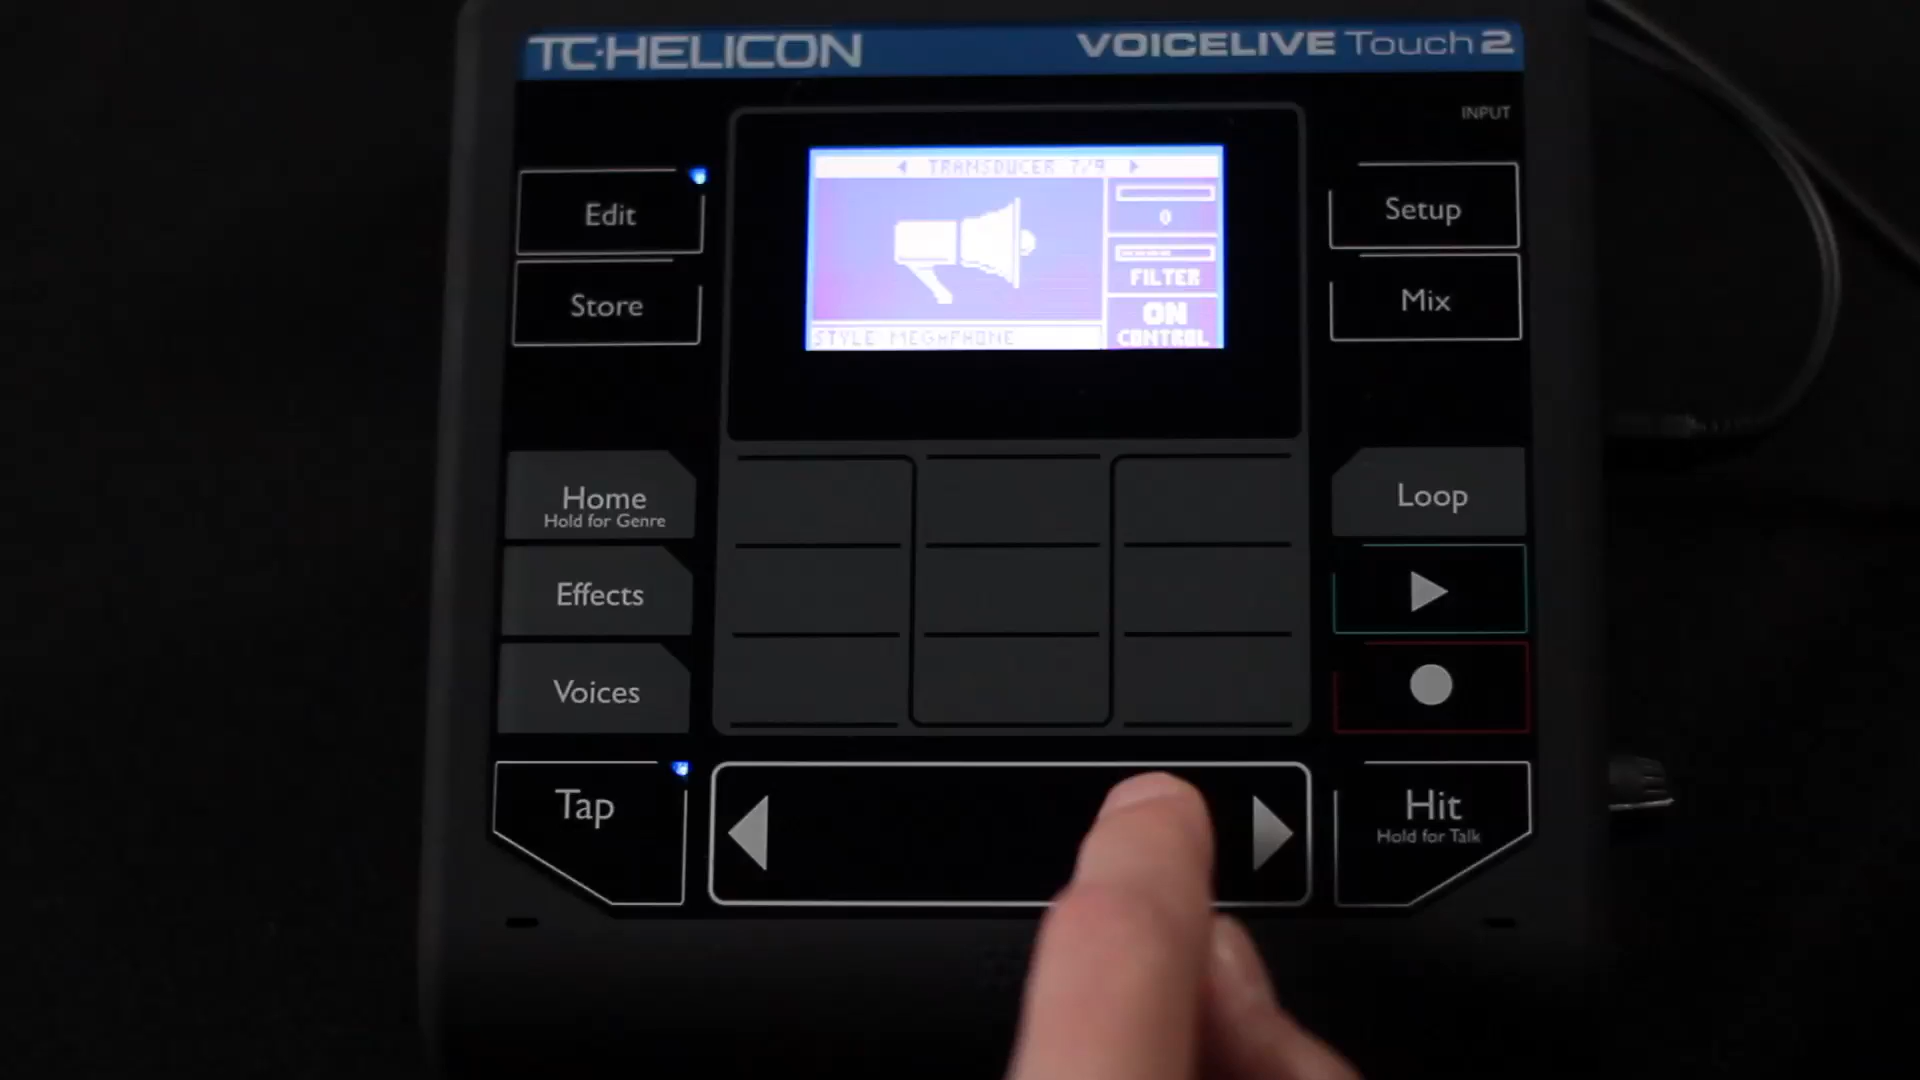 TC·HELICON
VOICELIVE Touch 2
INPUT
TRANSDUCER 7/9
0
FILTER
ON
CONTROL
STYLE MEGAPHONE
Edit
Store
Setup
Mix
Home
Hold for Genre
Effects
Voices
Loop
Tap
Hit
Hold for Talk